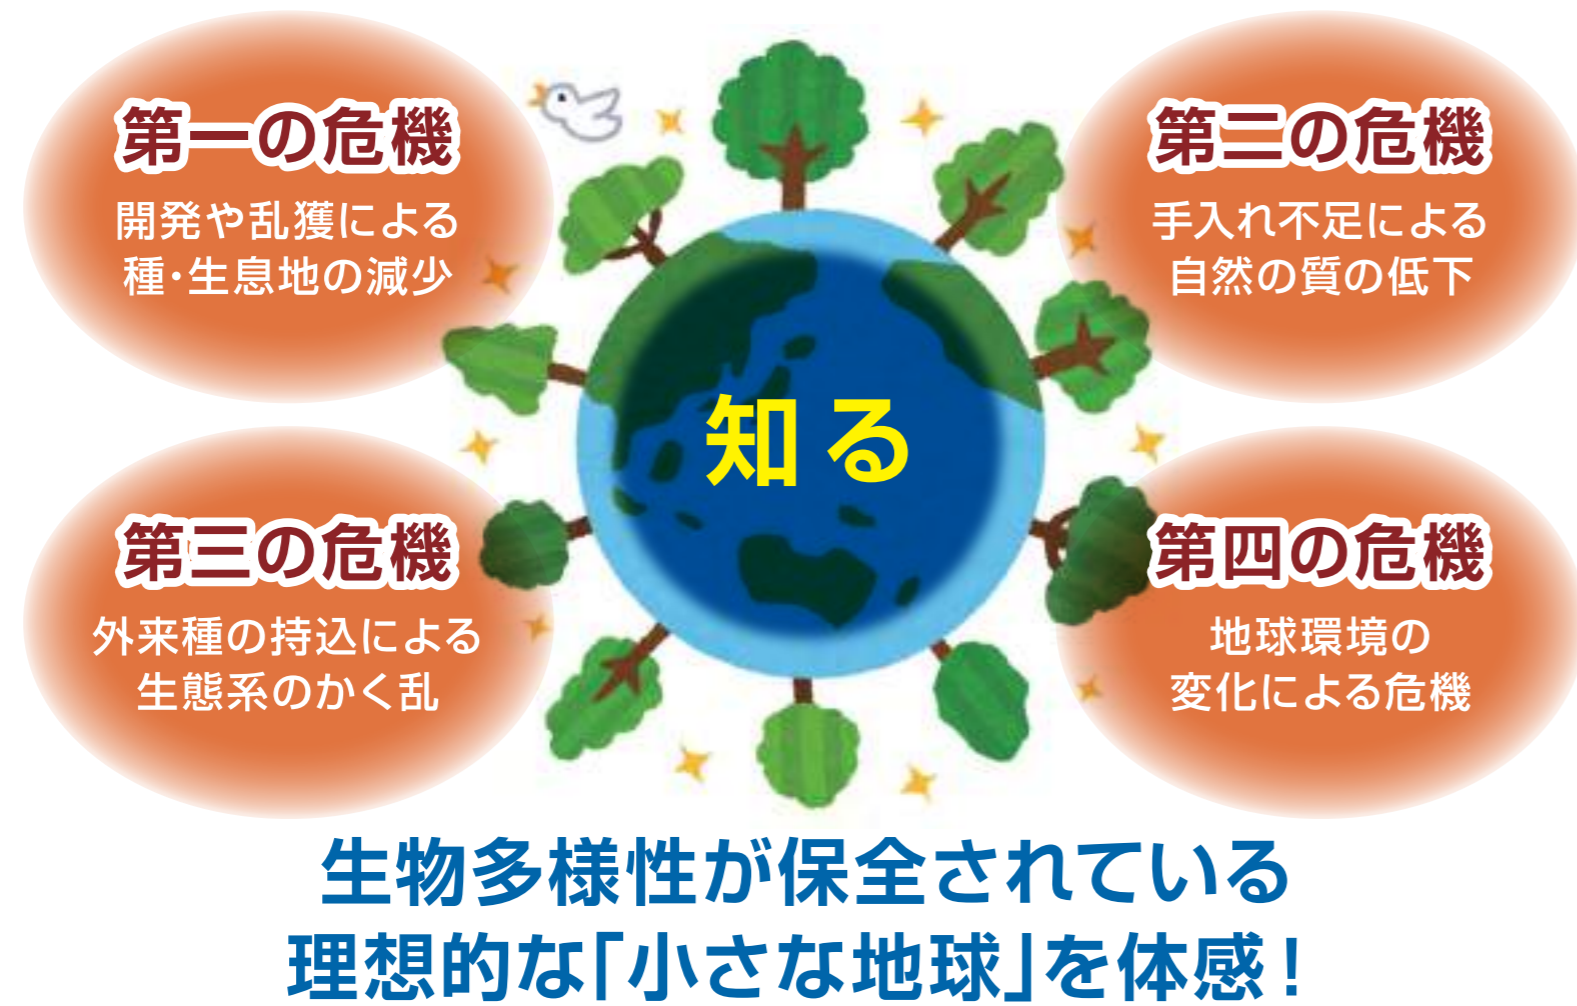 第一の危機
開発や乱獲による
種・生息地の減少
第二の危機
手入れ不足による
自然の質の低下
知る
第三の危機
外来種の持込による
生態系のかく乱
第四の危機
地球環境の
変化による危機
生物多様性が保全されている
理想的な「小さな地球」を体感！